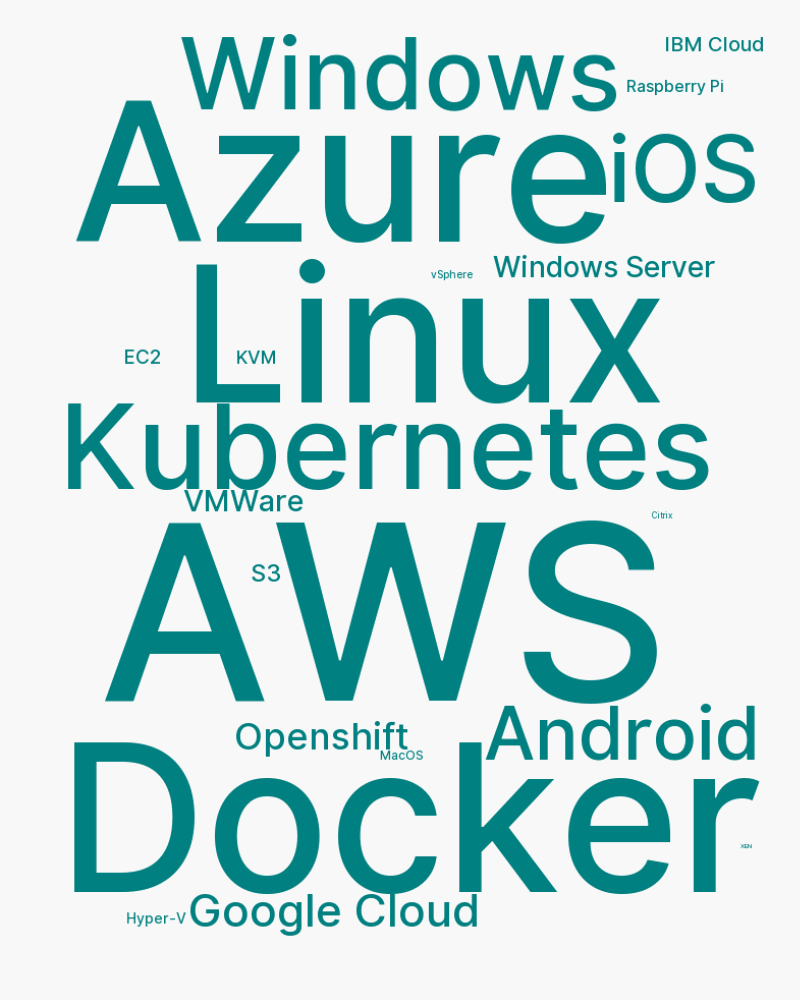 Windows
IBM Cloud
Raspberry Pi
Azure
iOS
vSphere
Windows Server
Linux
EC2
KVM
Kubernetes
VMWare
Citrix
AWS
S3
Android
Openshift
MacOS
Docker
XEN
Hyper-V
Google Cloud